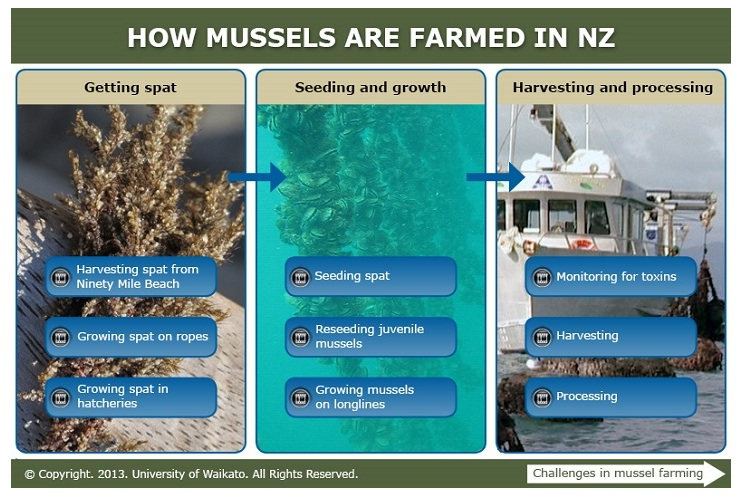 HOW MUSSELS ARE FARMED IN NZ
Getting spat
Harvesting spat from
Ninety Mile Beach
Growing spat on ropes
Growing spat in
hatcheries
Seeding and growth
Seeding spat
Reseeding juvenile
mussels
Growing mussels
on longlines
Harvesting and processing
Monitoring for toxins
Harvesting
Processing
© Copyright. 2013. University of Waikato. All Rights Reserved.
Challenges in mussel farming